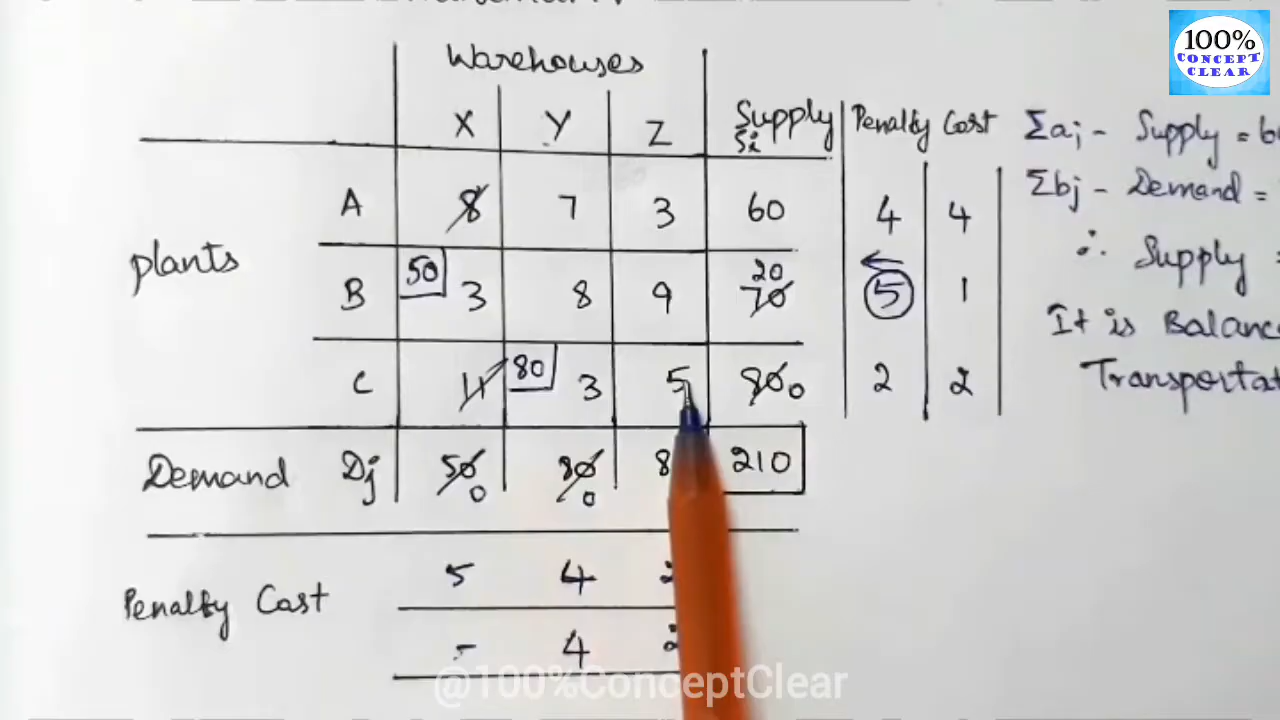 100%
CONCEPT
CLEAR
Warehouses
X Y Z Supply Si Penalty Cost
Σai - Supply =
Σbj - Demand =
plants
A 8 7 3 60 4 4
∴ Supply
B 50 3 8 9 20 70 5 1
It is
C 11 80 3 5 80 0 2 2
Demand Dj 50 0 80 0 8 210
Penalty Cost
5 4
- 4
@100%ConceptClear